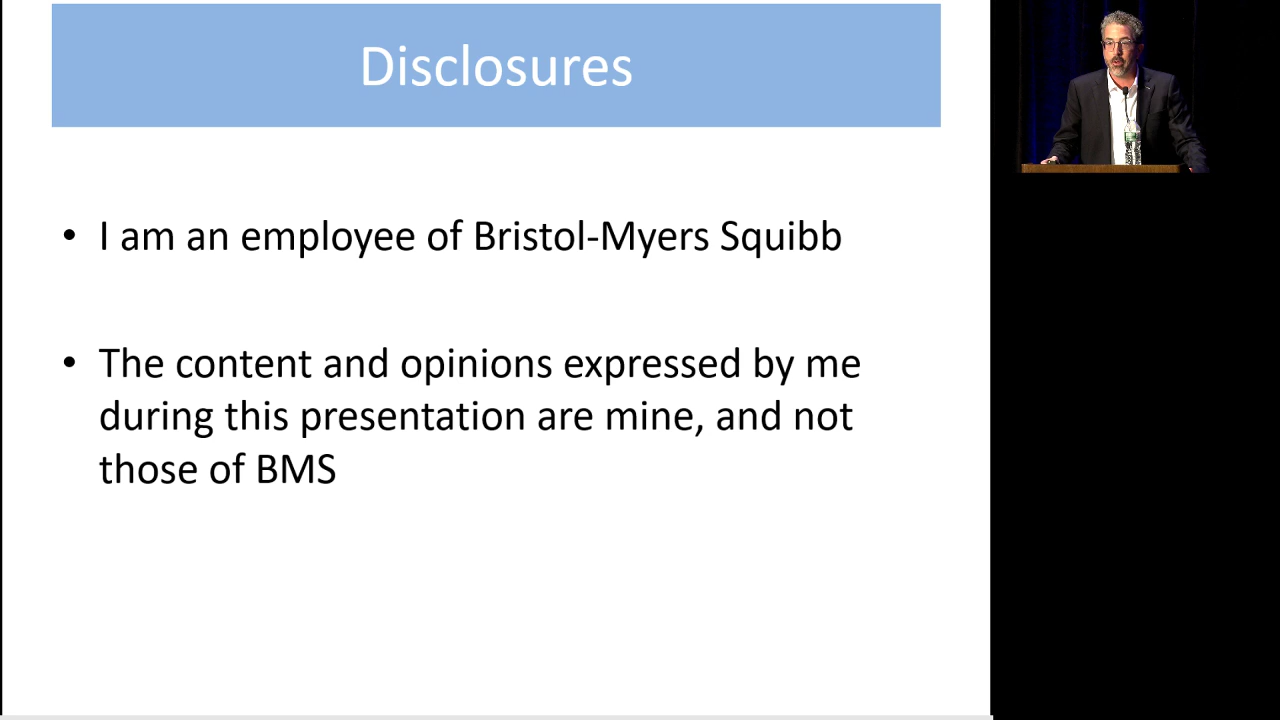 Disclosures
• I am an employee of Bristol-Myers Squibb
• The content and opinions expressed by me
during this presentation are mine, and not
those of BMS